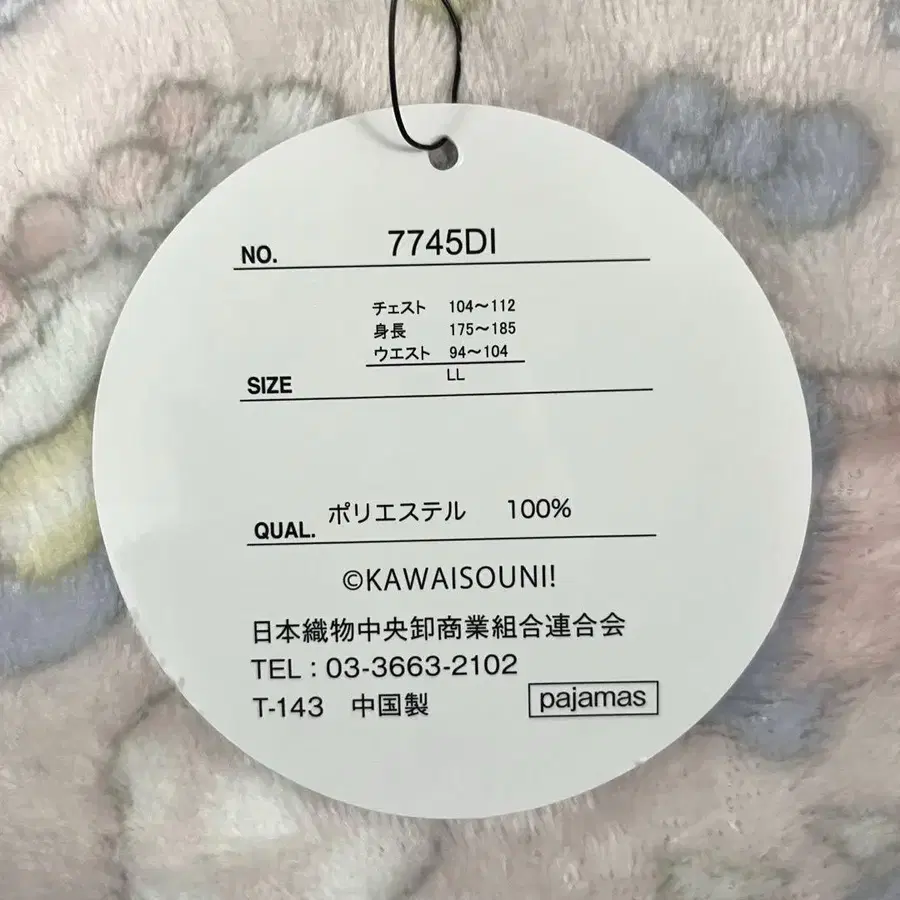 NO. 7745DI
チェスト 104～112
身長 175～185
ウエスト 94～104
LL
SIZE
QUAL. ポリエステル 100%
©KAWAISOUNI!
日本織物中央卸商業組合連合会
TEL : 03-3663-2102
T-143 中国製 pajamas